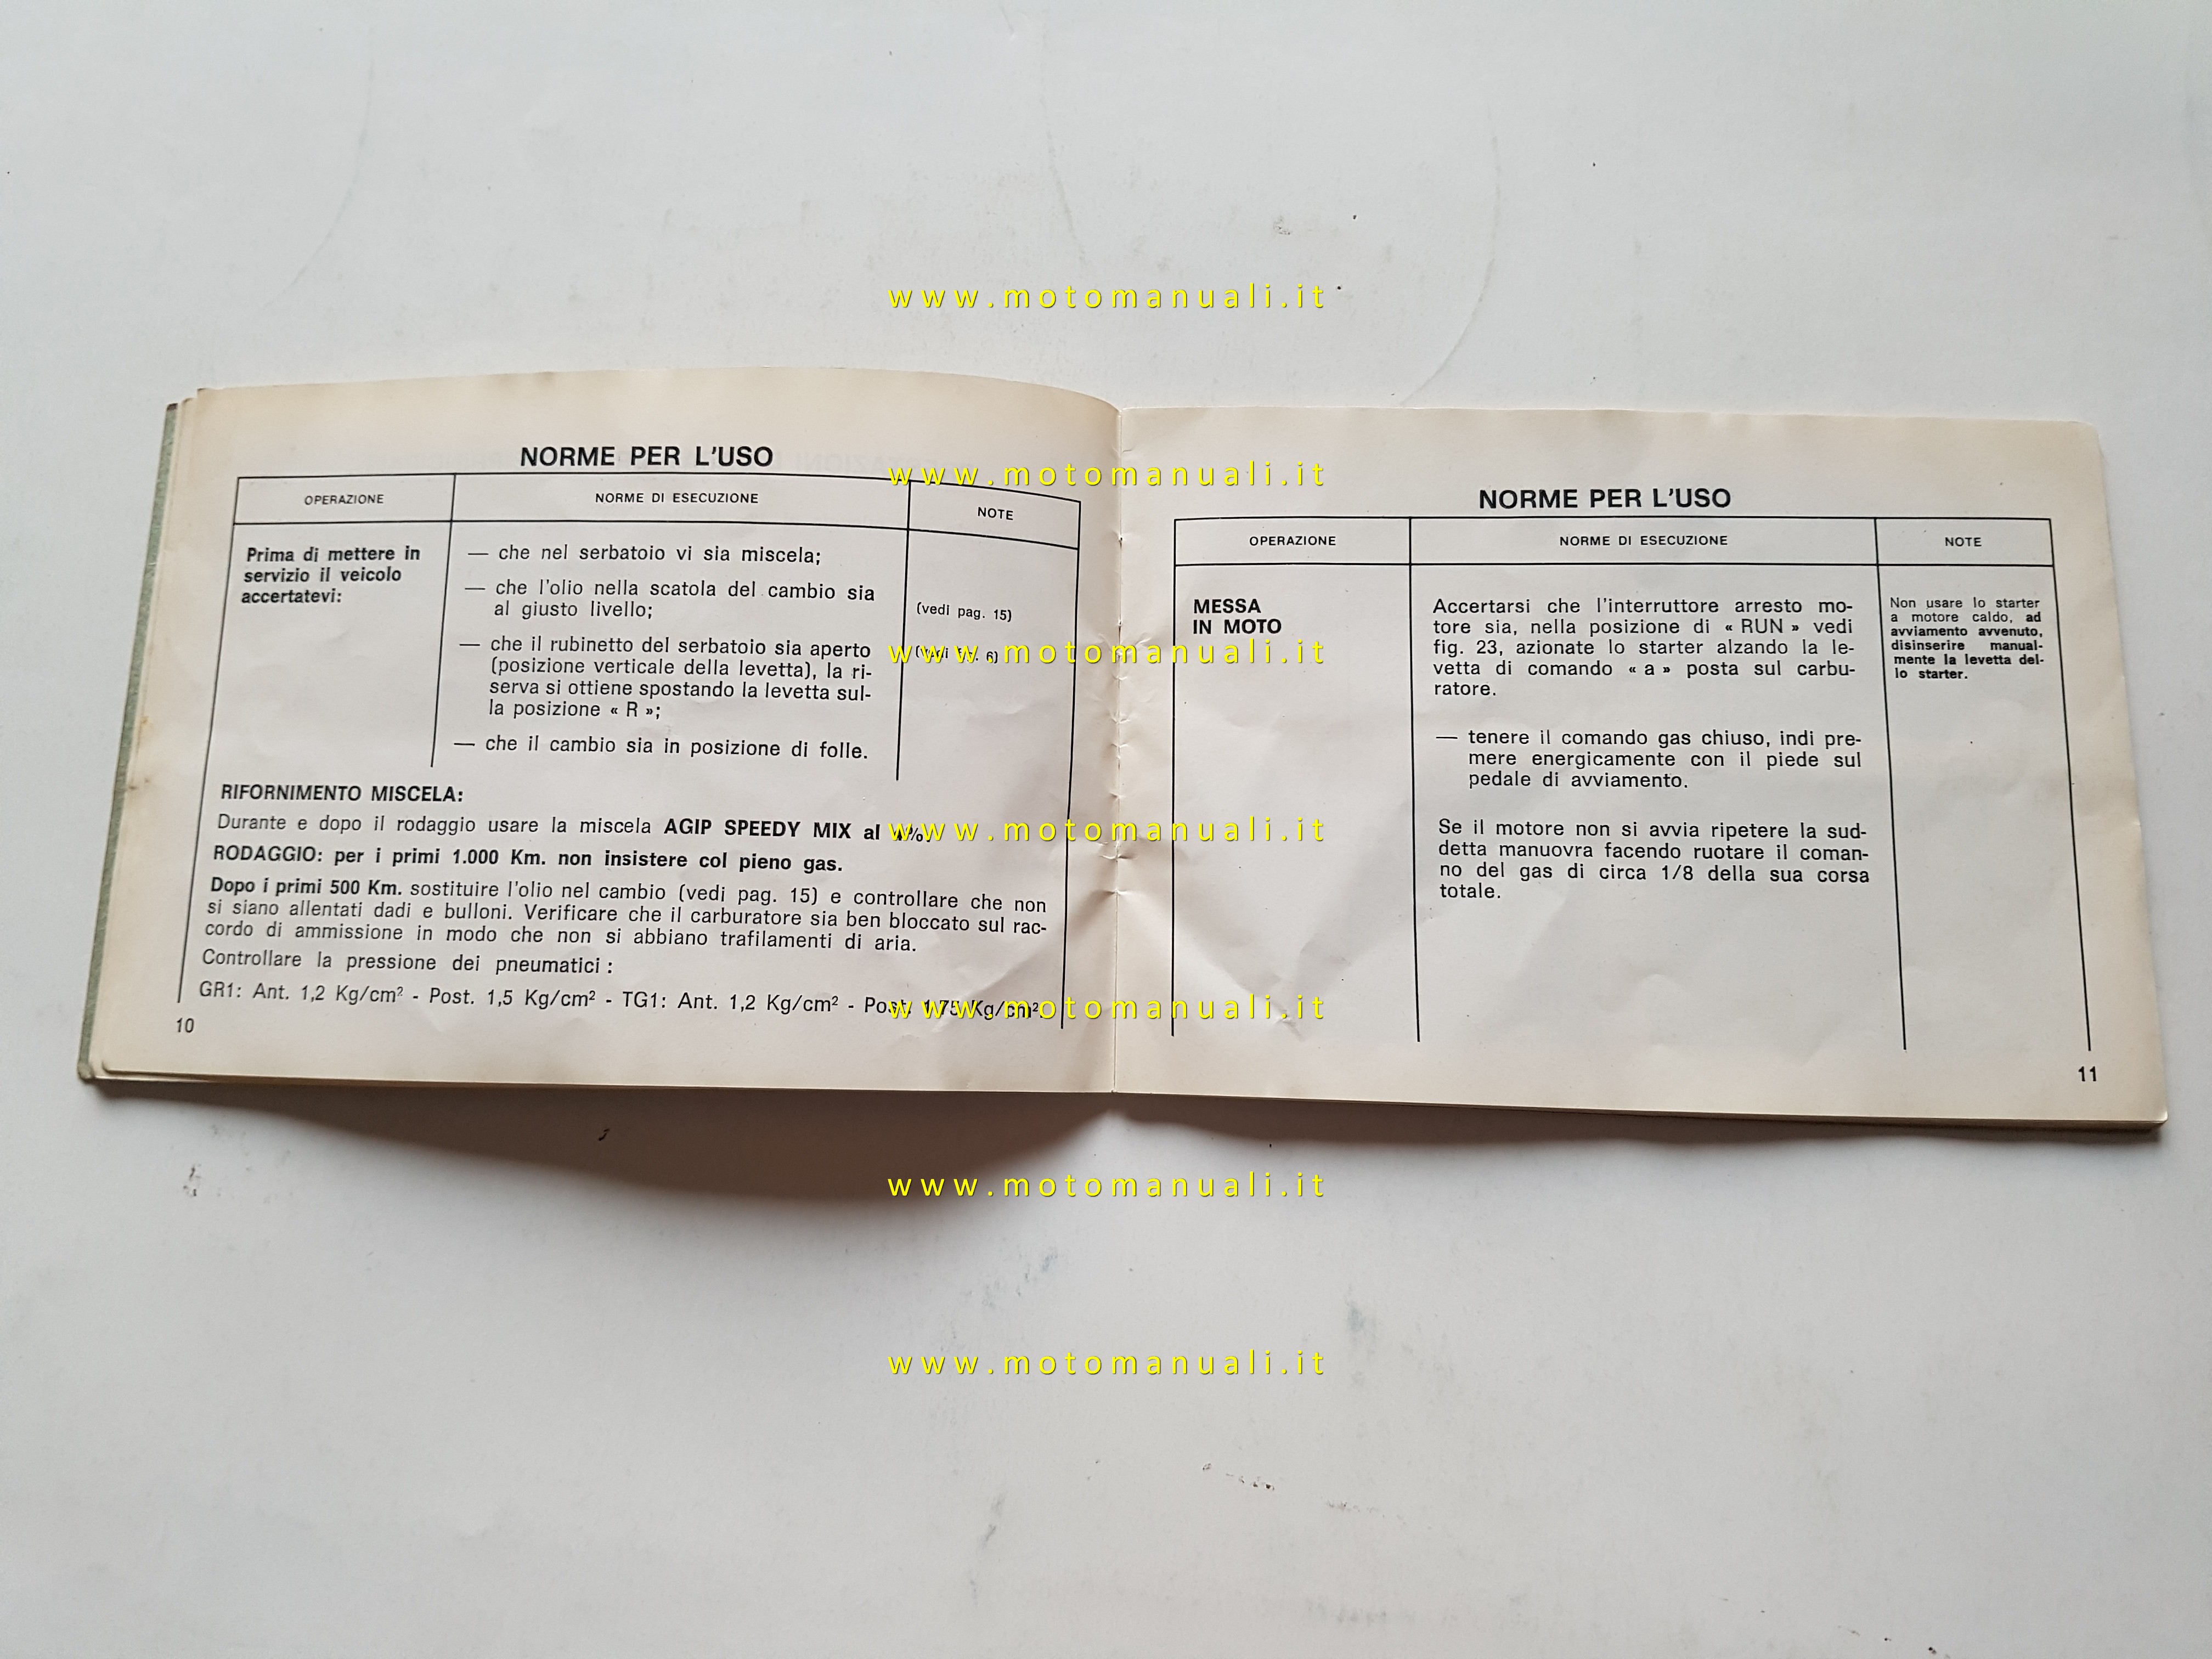 www.motomanuali.it
NORME PER L'USO
OPERAZIONE
NORME DI ESECUZIONE
NOTE
Prima di mettere in
servizio il veicolo
accertatevi:
— che nel serbatoio vi sia miscela;
— che l'olio nella scatola del cambio sia
al giusto livello;
(vedi pag. 15)
— che il rubinetto del serbatoio sia aperto
(posizione verticale della levetta), la ri-
serva si ottiene spostando la levetta sul-
la posizione « R »;
(vedi 6)
— che il cambio sia in posizione di folle.
RIFORNIMENTO MISCELA:
Durante e dopo il rodaggio usare la miscela AGIP SPEEDY MIX al
RODAGGIO: per i primi 1.000 Km. non insistere col pieno gas.
Dopo i primi 500 Km. sostituire l'olio nel cambio (vedi pag. 15) e controllare che non
si siano allentati dadi e bulloni. Verificare che il carburatore sia ben bloccato sul rac-
cordo di ammissione in modo che non si abbiano trafilamenti di aria.
Controllare la pressione dei pneumatici :
GR1: Ant. 1,2 Kg/cm² - Post. 1,5 Kg/cm² - TG1: Ant. 1,2 Kg/cm² - Post. 1,75 Kg/cm².
10
www.motomanuali.it
www.motomanuali.it
www.motomanuali.it
www.motomanuali.it
NORME PER L'USO
OPERAZIONE
NORME DI ESECUZIONE
NOTE
MESSA
IN MOTO
Accertarsi che l'interruttore arresto mo-
tore sia, nella posizione di « RUN » vedi
fig. 23, azionate lo starter alzando la le-
vetta di comando « a » posta sul carbu-
ratore.
— tenere il comando gas chiuso, indi pre-
mere energicamente con il piede sul
pedale di avviamento.
Se il motore non si avvia ripetere la sud-
detta manuovra facendo ruotare il coman-
no del gas di circa 1/8 della sua corsa
totale.
Non usare lo starter
a motore caldo, ad
avviamento avvenuto,
disinserire manual-
mente la levetta del-
lo starter.
11
www.motomanuali.it
www.motomanuali.it